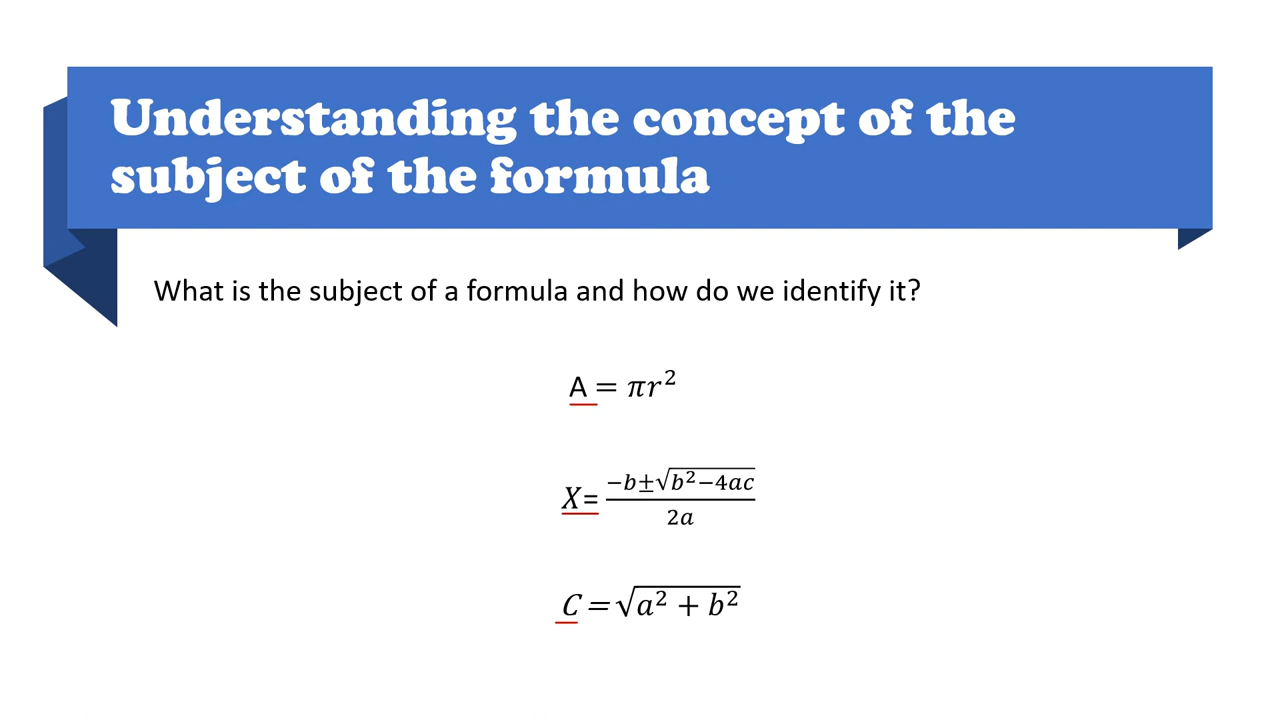 Understanding the concept of the
subject of the formula
What is the subject of a formula and how do we identify it?
A = πr²
X= (−b±√(b²−4ac))/(2a)
C = √(a² + b²)